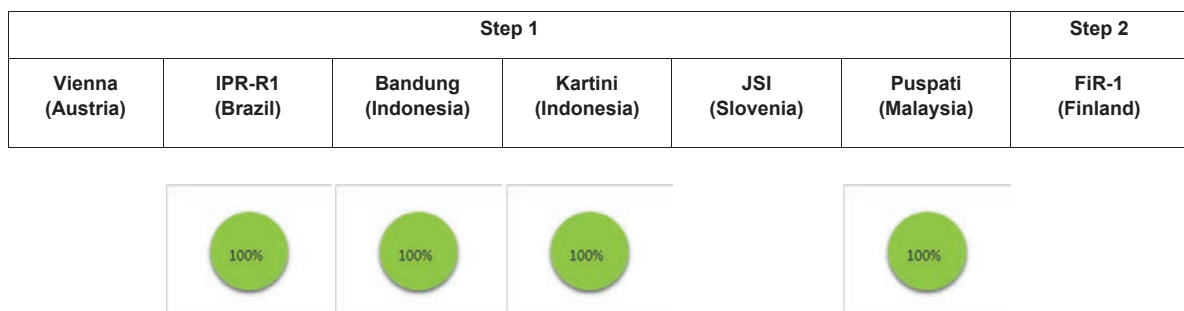 Step 1 Step 2
Vienna IPR-R1 Bandung Kartini JSI Puspati FiR-1
(Austria) (Brazil) (Indonesia) (Indonesia) (Slovenia) (Malaysia) (Finland)
100% 100% 100% 100%